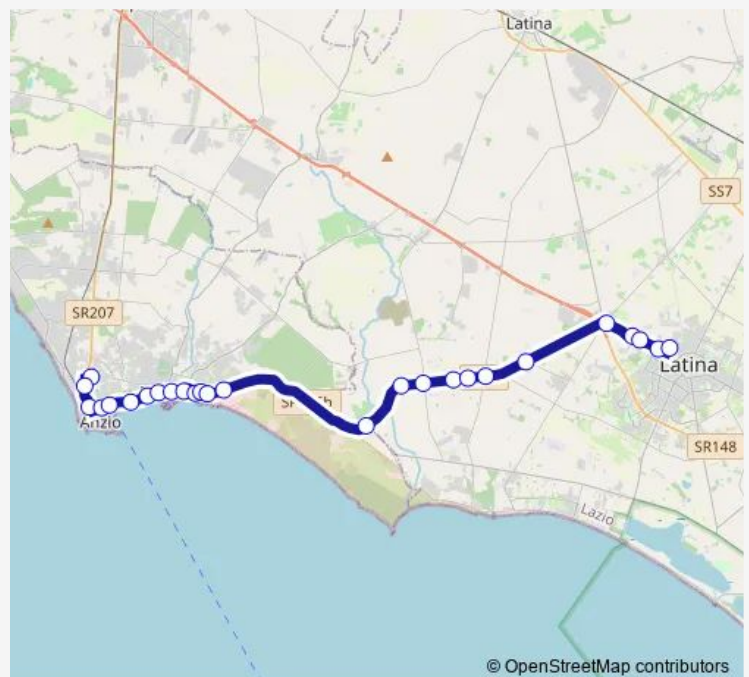 Latina
SS7
SR207
Latina
Anzio
SR148
Lazio
© OpenStreetMap contributors